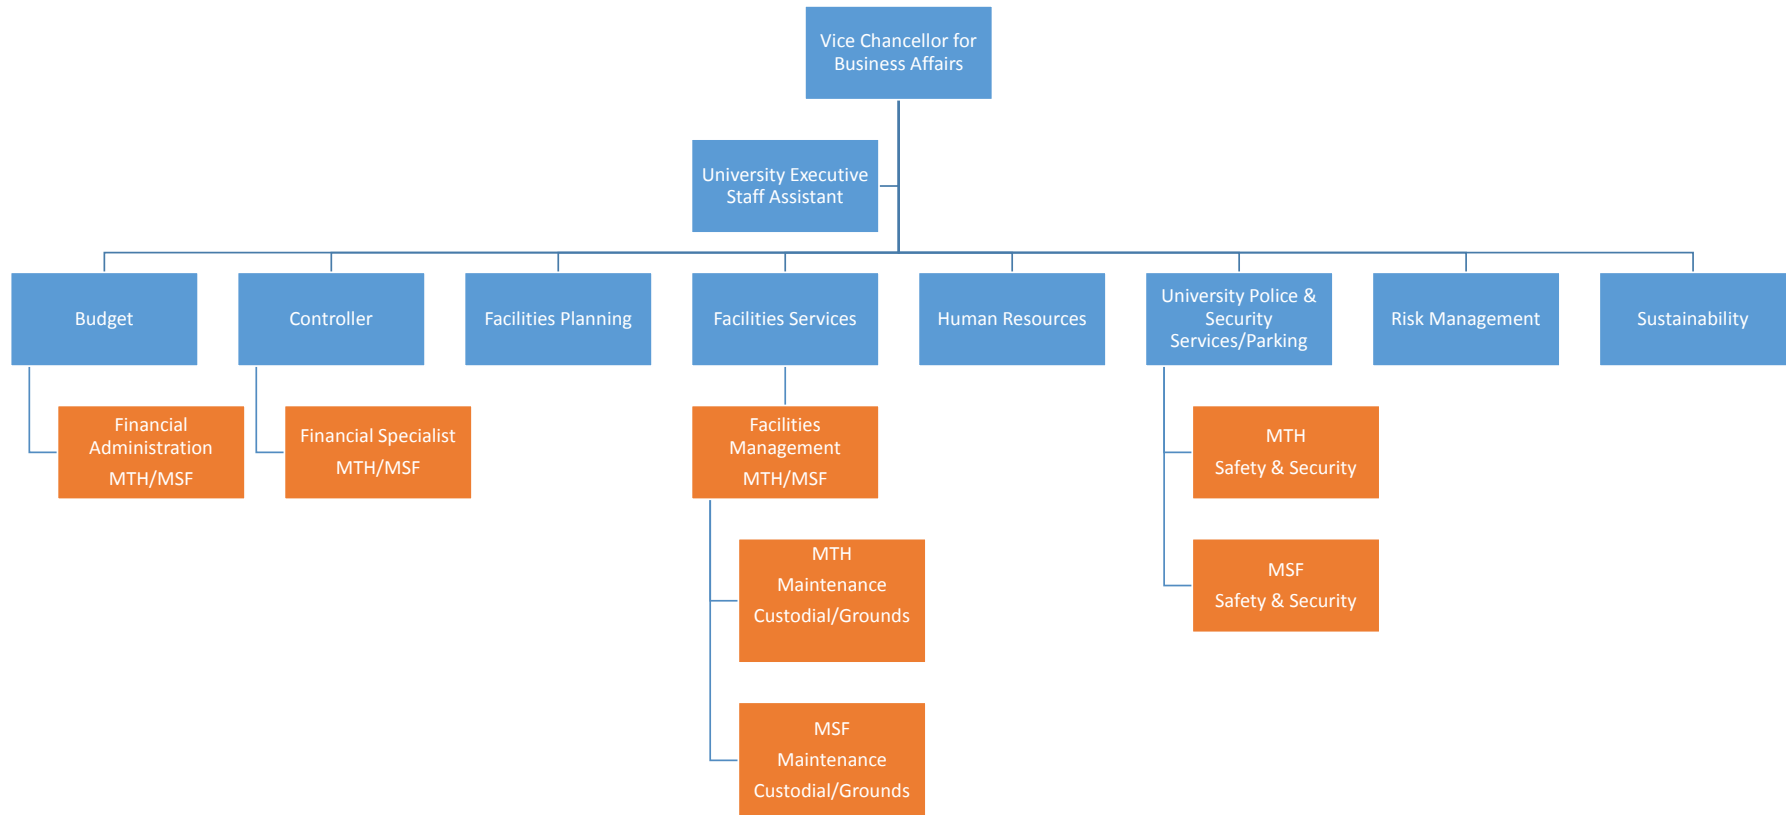 Vice Chancellor for
Business Affairs
University Executive
Staff Assistant
Budget
Controller
Facilities Planning
Facilities Services
Human Resources
University Police &
Security
Services/Parking
Risk Management
Sustainability
Financial
Administration
MTH/MSF
Financial Specialist
MTH/MSF
Facilities
Management
MTH/MSF
MTH
Safety & Security
MTH
Maintenance
Custodial/Grounds
MSF
Safety & Security
MSF
Maintenance
Custodial/Grounds